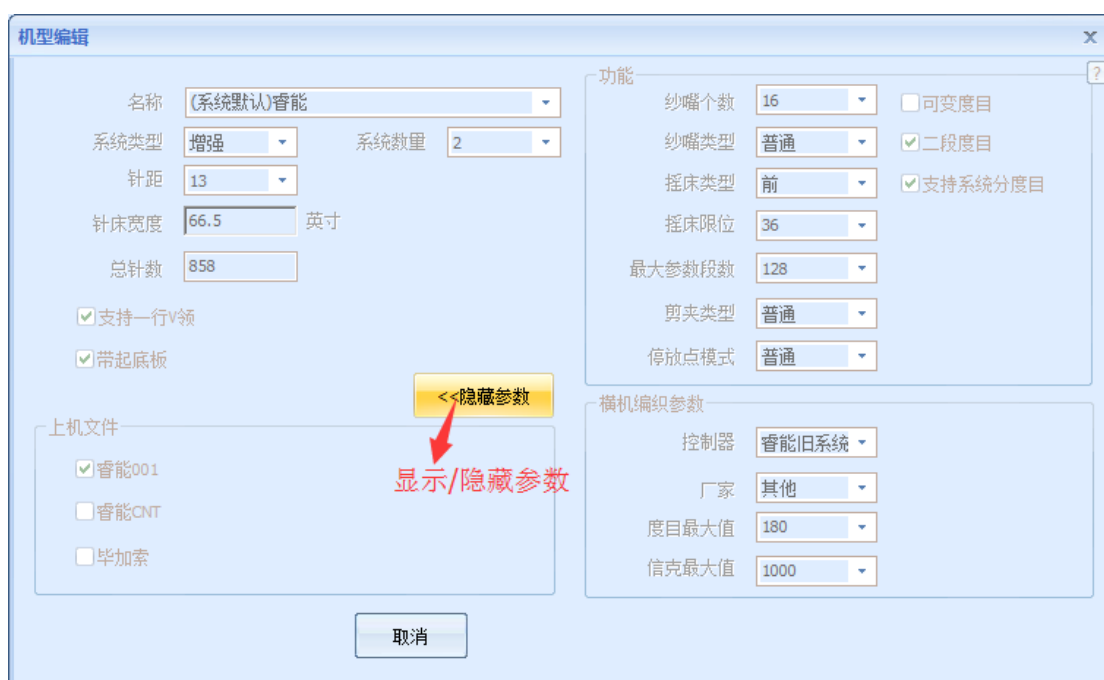 机型编辑
x
?
名称
(系统默认)睿能
系统类型
增强
系统数量
2
针距
13
针床宽度
66.5
英寸
总针数
858
支持一行V领
带起底板
<<隐藏参数
显示/隐藏参数
上机文件
睿能001
睿能CNT
毕加索
取消
功能
纱嘴个数
16
可变度目
纱嘴类型
普通
二段度目
摇床类型
前
支持系统分度目
摇床限位
36
最大参数段数
128
剪夹类型
普通
停放点模式
普通
横机编织参数
控制器
睿能旧系统
厂家
其他
度目最大值
180
信克最大值
1000